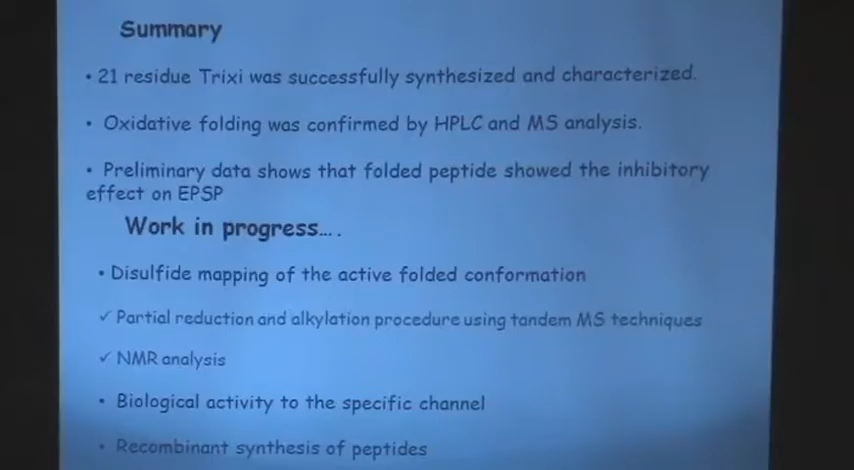 Summary
• 21 residue Trixi was successfully synthesized and characterized.
• Oxidative folding was confirmed by HPLC and MS analysis.
• Preliminary data shows that folded peptide showed the inhibitory
effect on EPSP
Work in progress….
• Disulfide mapping of the active folded conformation
✓ Partial reduction and alkylation procedure using tandem MS techniques
✓ NMR analysis
• Biological activity to the specific channel
• Recombinant synthesis of peptides